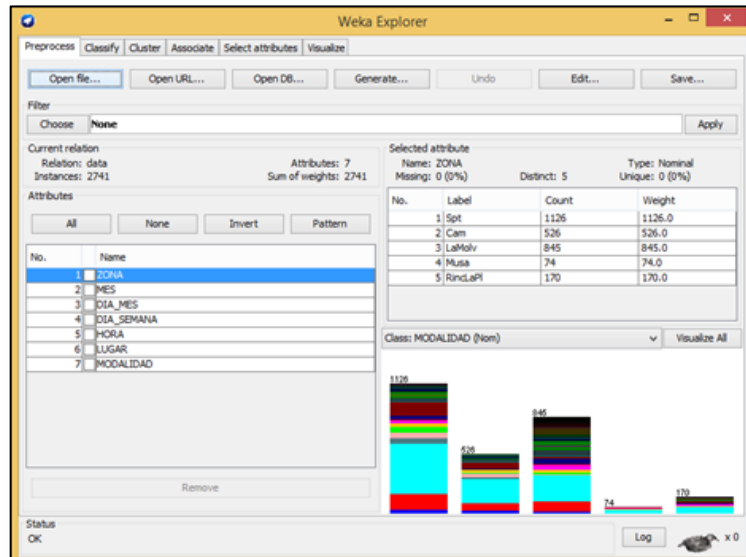 Weka Explorer
Preprocess Classify Cluster Associate Select attributes Visualize
Open file... Open URL... Open DB... Generate... Undo Edit... Save...
Filter
Choose None Apply
Current relation
Relation: data Attributes: 7
Instances: 2741 Sum of weights: 2741
Selected attribute
Name: ZONA Type: Nominal
Missing: 0 (0%) Distinct: 5 Unique: 0 (0%)
No. Label Count Weight
1 Spt 1126 1126.0
2 Cam 526 526.0
3 LaMolv 845 845.0
4 Musa 74 74.0
5 RincLaPl 170 170.0
Attributes
All None Invert Pattern
No. Name
1 ZONA
2 MES
3 DIA_MES
4 DIA_SEMANA
5 HORA
6 LUGAR
7 MODALIDAD
Remove
Class: MODALIDAD (Nom) Visualize All
1126
526
845
74
170
Status
OK
Log x 0